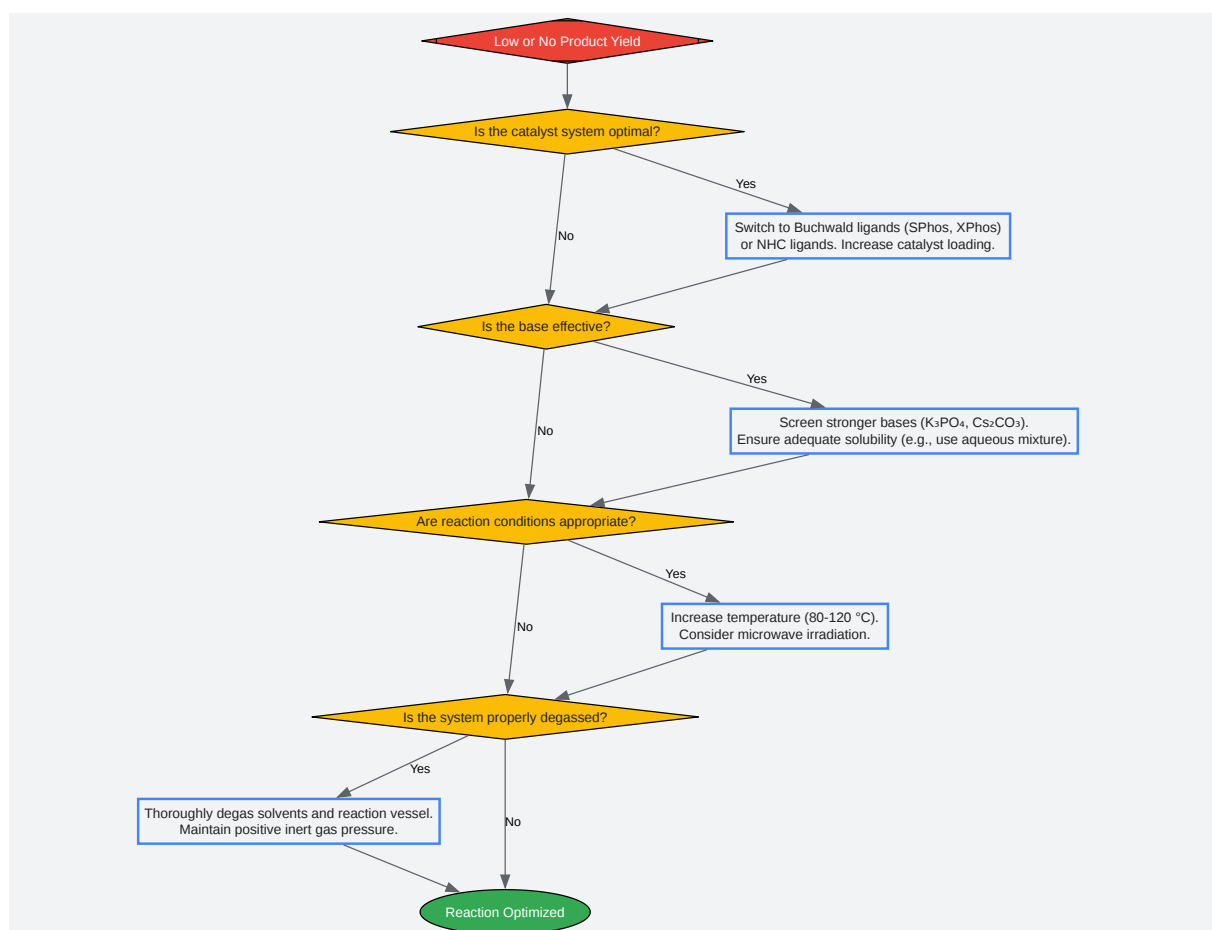 Low or No Product Yield
Is the catalyst system optimal?
Yes
Switch to Buchwald ligands (SPhos, XPhos)
or NHC ligands. Increase catalyst loading.
No
Is the base effective?
Yes
Screen stronger bases (K₃PO₄, Cs₂CO₃).
Ensure adequate solubility (e.g., use aqueous mixture).
No
Are reaction conditions appropriate?
Yes
Increase temperature (80-120 °C).
Consider microwave irradiation.
No
Is the system properly degassed?
Yes
Thoroughly degas solvents and reaction vessel.
Maintain positive inert gas pressure.
No
Reaction Optimized